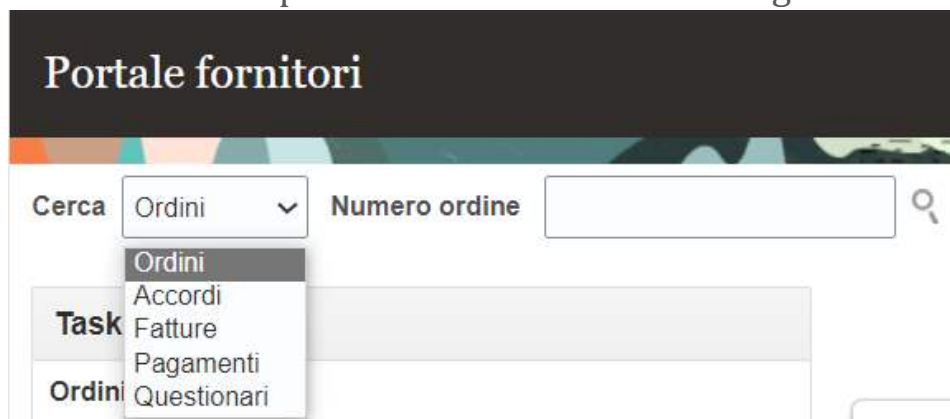 Portale fornitori
Cerca Ordini Numero ordine
Ordini
Accordi
Task
Fatture
Pagamenti
Ordini
Questionari